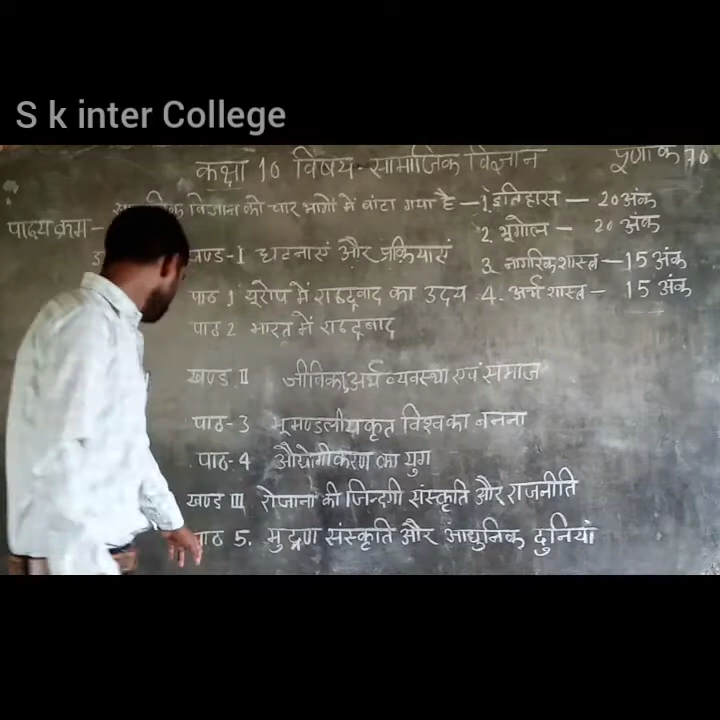 S k inter College
कक्षा 10 विषय - सामाजिक विज्ञान पूर्णांक 70
विज्ञान को चार भागों में बांटा गया है – 1. इतिहास – 20 अंक
पाठ्यक्रम – 2 भूगोल – 20 अंक
खण्ड - I घटनाएं और प्रक्रियाएं 3. नागरिक शास्त्र – 15 अंक
पाठ 1 यूरोप में राष्ट्रवाद का उदय 4. अर्थशास्त्र – 15 अंक
पाठ 2 भारत में राष्ट्रवाद
खण्ड II जीविका, अर्थव्यवस्था एवं समाज
पाठ - 3 भूमण्डलीयकृत विश्व का बनना
पाठ - 4 औद्योगीकरण का युग
खण्ड III रोजाना की जिन्दगी संस्कृति और राजनीति
पाठ 5. मुद्रण संस्कृति और आधुनिक दुनियां